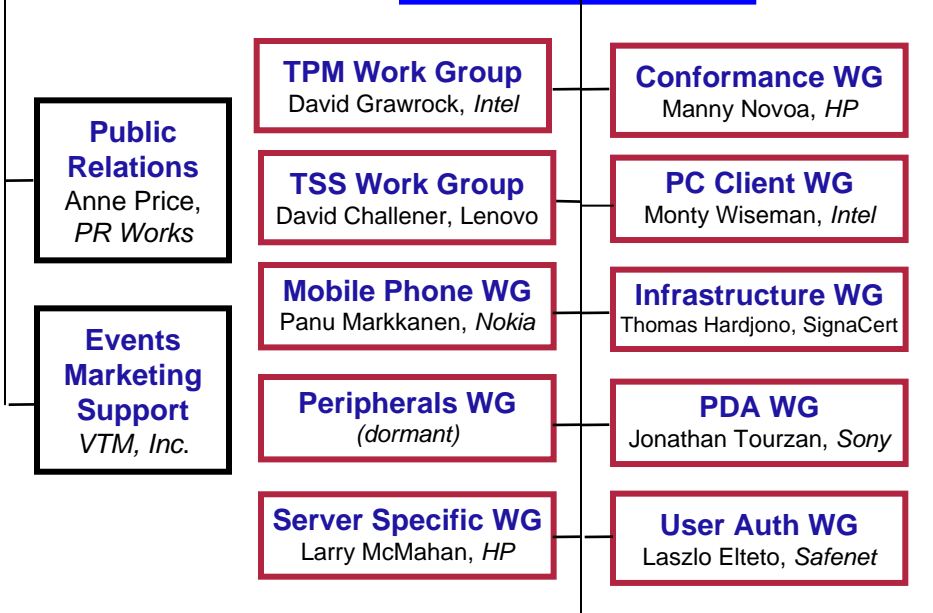 Public
Relations
Anne Price,
PR Works
Events
Marketing
Support
VTM, Inc.
TPM Work Group
David Grawrock, Intel
TSS Work Group
David Challener, Lenovo
Mobile Phone WG
Panu Markkanen, Nokia
Peripherals WG
(dormant)
Server Specific WG
Larry McMahan, HP
Conformance WG
Manny Novoa, HP
PC Client WG
Monty Wiseman, Intel
Infrastructure WG
Thomas Hardjono, SignaCert
PDA WG
Jonathan Tourzan, Sony
User Auth WG
Laszlo Elteto, Safenet